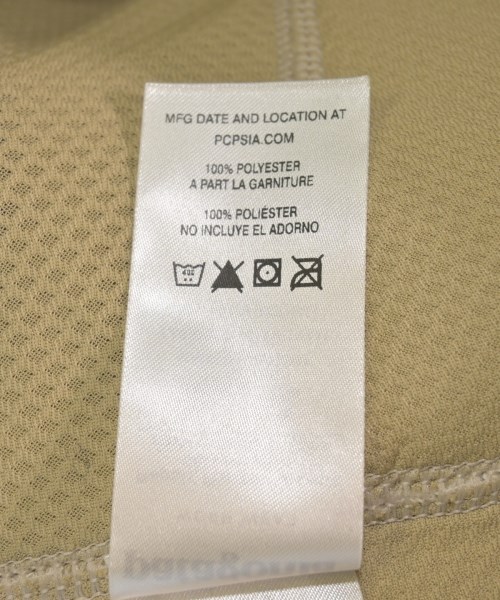 MFG DATE AND LOCATION AT
PCPSIA.COM
100% POLYESTER
A PART LA GARNITURE
100% POLIÉSTER
NO INCLUYE EL ADORNO